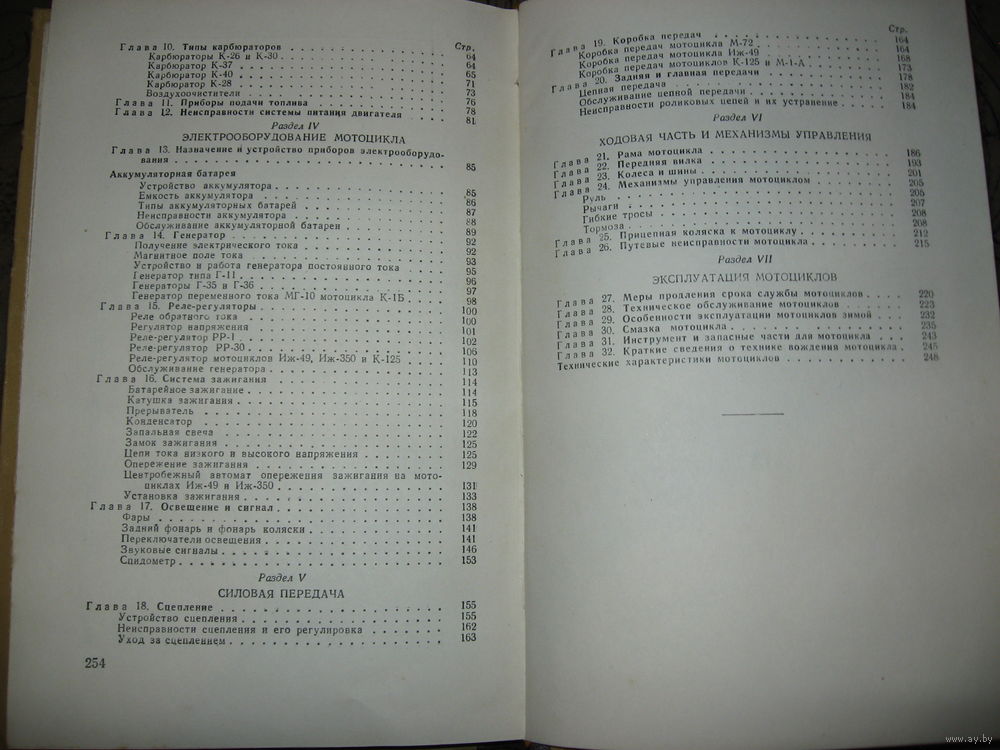 Стр.
Глава 10. Типы карбюраторов 64
Карбюраторы К-26 и К-30 64
Карбюратор К-37 65
Карбюратор К-40 71
Карбюратор К-28 73
Воздухоочистители 76
Глава 11. Приборы подачи топлива 78
Глава 12. Неисправности системы питания двигателя 81
Раздел IV
ЭЛЕКТРООБОРУДОВАНИЕ МОТОЦИКЛА
Глава 13. Назначение и устройство приборов электрооборудо-
вания 85
Аккумуляторная батарея
Устройство аккумулятора 85
Емкость аккумулятора 86
Типы аккумуляторных батарей 87
Неисправности аккумулятора 88
Обслуживание аккумуляторной батареи 89
Глава 14. Генератор 92
Получение электрического тока 92
Магнитное поле тока 93
Устройство и работа генератора постоянного тока 95
Генератор типа Г-11 96
Генераторы Г-35 и Г-36 97
Генератор переменного тока МГ-10 мотоцикла К-1Б 98
Глава 15. Реле-регуляторы 100
Реле обратного тока 100
Регулятор напряжения 101
Реле-регулятор РР-1 102
Реле-регулятор РР-30 106
Реле-регулятор мотоциклов Иж-49, Иж-350 и К-125 110
Обслуживание генератора 113
Глава 16. Система зажигания 114
Батарейное зажигание 114
Катушка зажигания 115
Прерыватель 118
Конденсатор 120
Запальная свеча 122
Замок зажигания 125
Цепи тока низкого и высокого напряжения 125
Опережение зажигания 129
Центробежный автомат опережения зажигания на мото-
циклах Иж-49 и Иж-350 131
Установка зажигания 133
Глава 17. Освещение и сигнал 138
Фары 138
Задний фонарь и фонарь коляски 141
Переключатели освещения 141
Звуковые сигналы 146
Спидометр 153
Раздел V
СИЛОВАЯ ПЕРЕДАЧА
Глава 18. Сцепление 155
Устройство сцепления 155
Неисправности сцепления и его регулировка 162
Уход за сцеплением 163
254
Стр.
Глава 19. Коробка передач 164
Коробка передач мотоцикла М-72 164
Коробка передач мотоцикла Иж-49 168
Коробка передач мотоциклов К-125 и М-1-А 173
Глава 20. Задняя и главная передачи 178
Цепная передача 182
Обслуживание цепной передачи 184
Неисправности роликовых цепей и их устранение 184
Раздел VI
ХОДОВАЯ ЧАСТЬ И МЕХАНИЗМЫ УПРАВЛЕНИЯ
Глава 21. Рама мотоцикла 186
Глава 22. Передняя вилка 193
Глава 23. Колеса и шины 201
Глава 24. Механизмы управления мотоциклом 205
Руль 205
Рычаги 207
Гибкие тросы 208
Тормоза 208
Глава 25. Прицепная коляска к мотоциклу 212
Глава 26. Путевые неисправности мотоцикла 215
Раздел VII
ЭКСПЛУАТАЦИЯ МОТОЦИКЛОВ
Глава 27. Меры продления срока службы мотоциклов 220
Глава 28. Техническое обслуживание мотоциклов 223
Глава 29. Особенности эксплуатации мотоциклов зимой 232
Глава 30. Смазка мотоцикла 235
Глава 31. Инструмент и запасные части для мотоцикла 243
Глава 32. Краткие сведения о технике вождения мотоцикла 245
Технические характеристики мотоциклов 248
www.ay.by